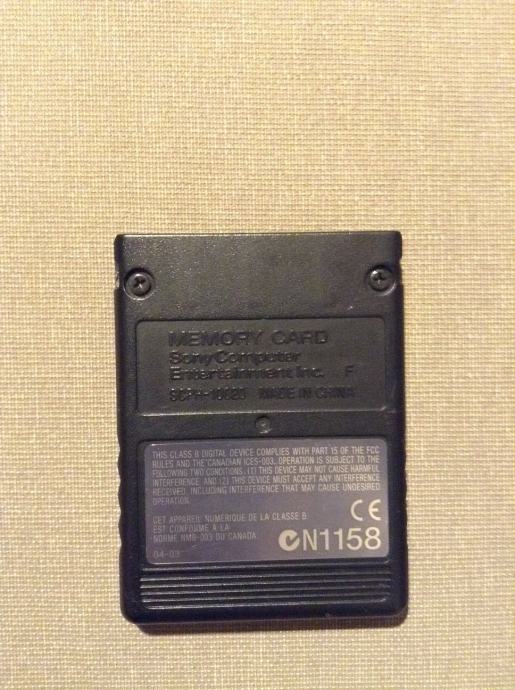 MEMORY CARD
Sony Computer
Entertainment Inc. F
SCPH-10020 MADE IN CHINA
THIS CLASS B DIGITAL DEVICE COMPLIES WITH PART 15 OF THE FCC
RULES AND THE CANADIAN ICES-003. OPERATION IS SUBJECT TO THE
FOLLOWING TWO CONDITIONS. (1) THIS DEVICE MAY NOT CAUSE HARMFUL
INTERFERENCE, AND (2) THIS DEVICE MUST ACCEPT ANY INTERFERENCE
RECEIVED, INCLUDING INTERFERENCE THAT MAY CAUSE UNDESIRED
OPERATION.
CET APPAREIL NUMÉRIQUE DE LA CLASSE B
EST CONFORME À LA
NORME NMB-003 DU CANADA.
04-03
CE
N1158